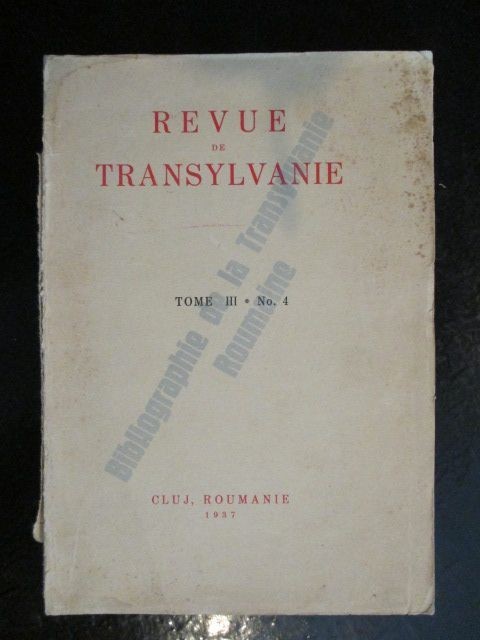 REVUE
DE
TRANSYLVANIE
TOME III • No. 4
Bibliographie de la Transylvanie
Roumaine
CLUJ, ROUMANIE
1937